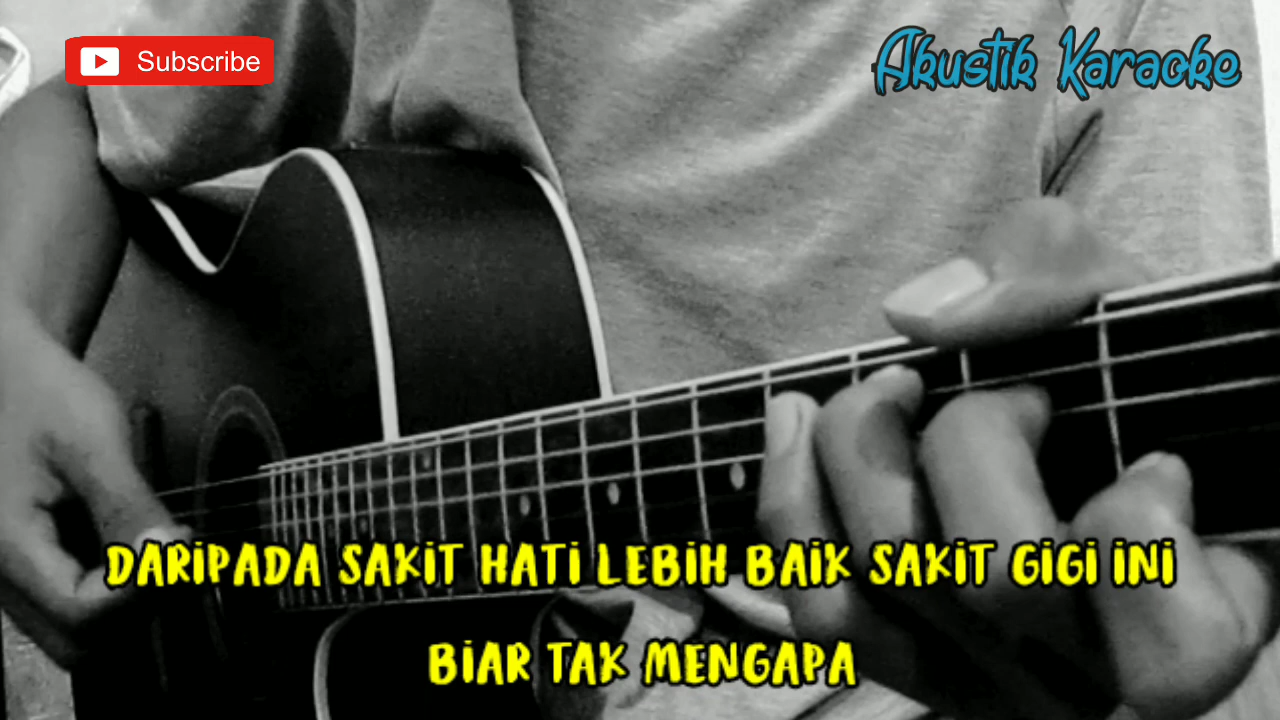 Subscribe
Akustik Karaoke
DARIPADA SAKIT HATI LEBIH BAIK SAKIT GIGI INI
BIAR TAK MENGAPA